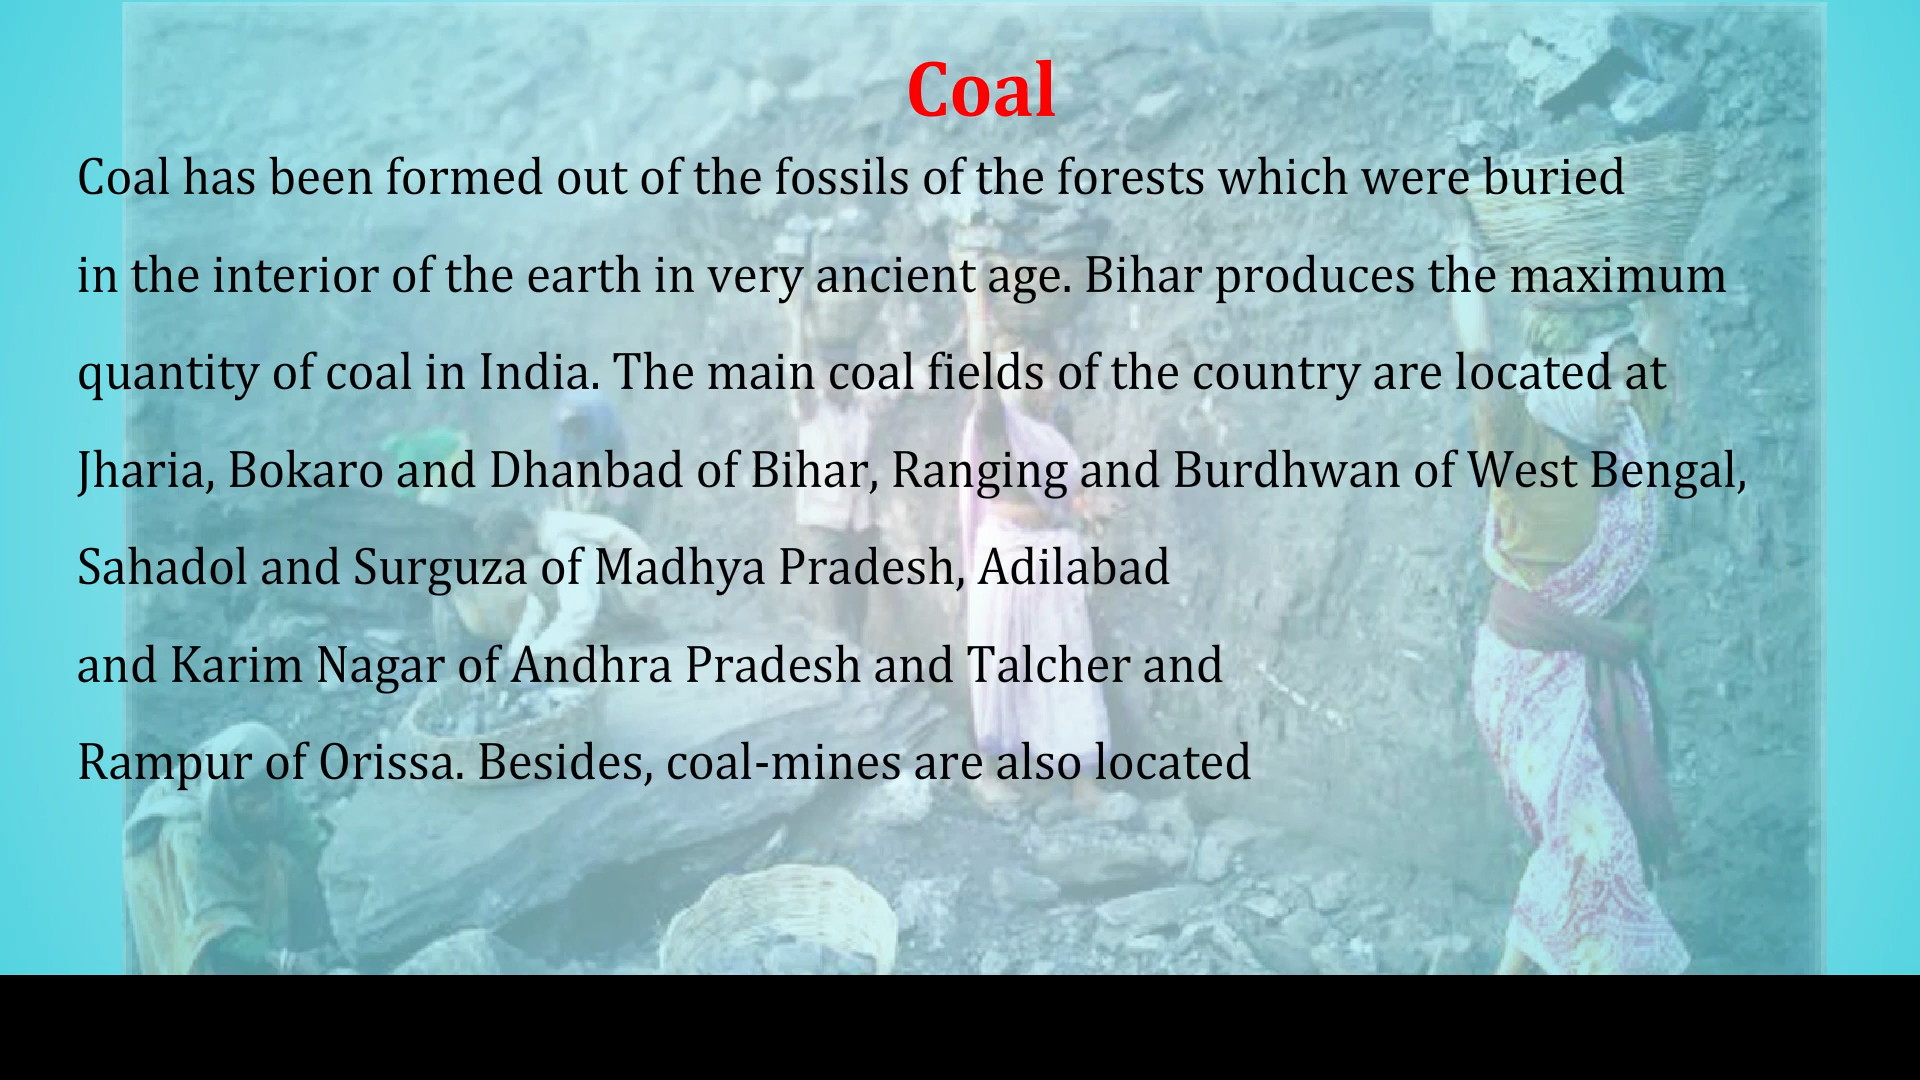 Coal
Coal has been formed out of the fossils of the forests which were buried
in the interior of the earth in very ancient age. Bihar produces the maximum
quantity of coal in India. The main coal fields of the country are located at
Jharia, Bokaro and Dhanbad of Bihar, Ranging and Burdhwan of West Bengal,
Sahadol and Surguza of Madhya Pradesh, Adilabad
and Karim Nagar of Andhra Pradesh and Talcher and
Rampur of Orissa. Besides, coal-mines are also located